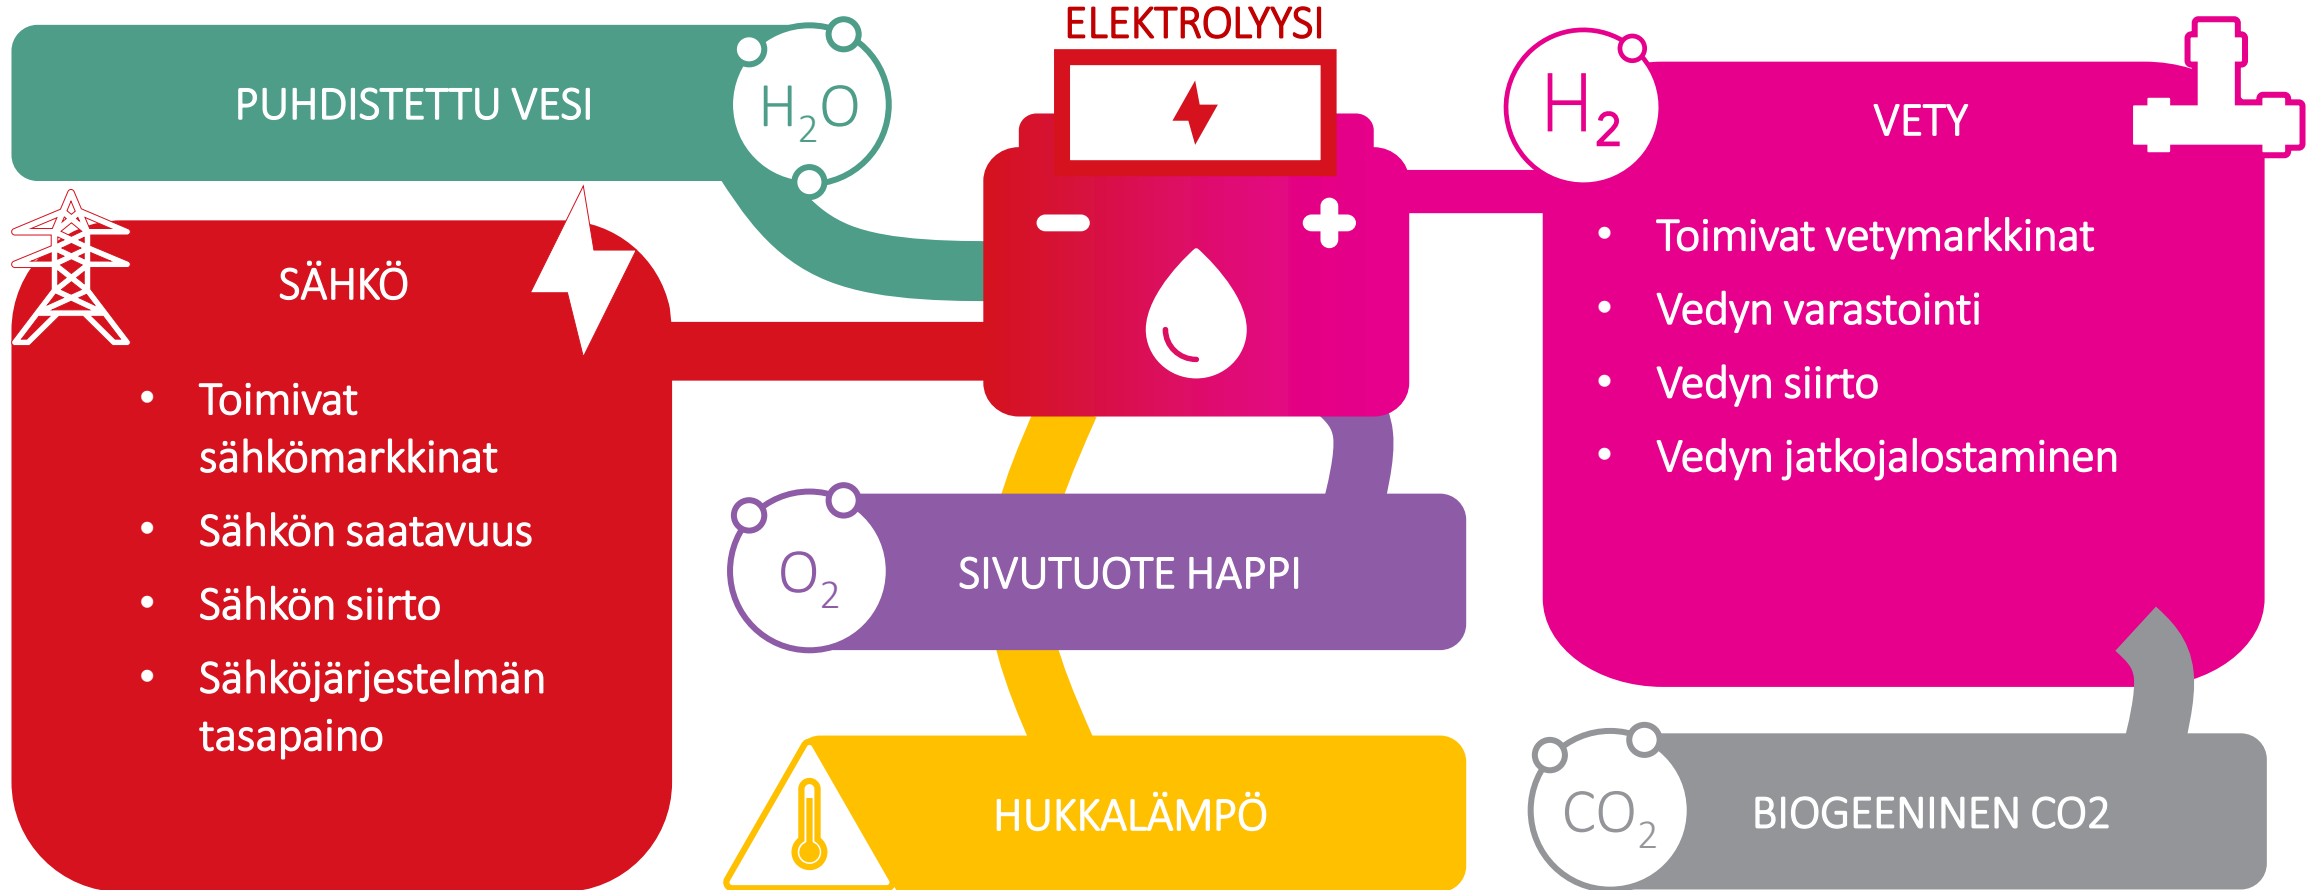 ELEKTROLYYSI
PUHDISTETTU VESI
H₂O
SÄHKÖ
• Toimivat
sähkömarkkinat
• Sähkön saatavuus
• Sähkön siirto
• Sähköjärjestelmän
tasapaino
H₂
VETY
• Toimivat vetymarkkinat
• Vedyn varastointi
• Vedyn siirto
• Vedyn jatkojalostaminen
O₂
SIVUTUOTE HAPPI
HUKKALÄMPÖ
CO₂
BIOGEENINEN CO2